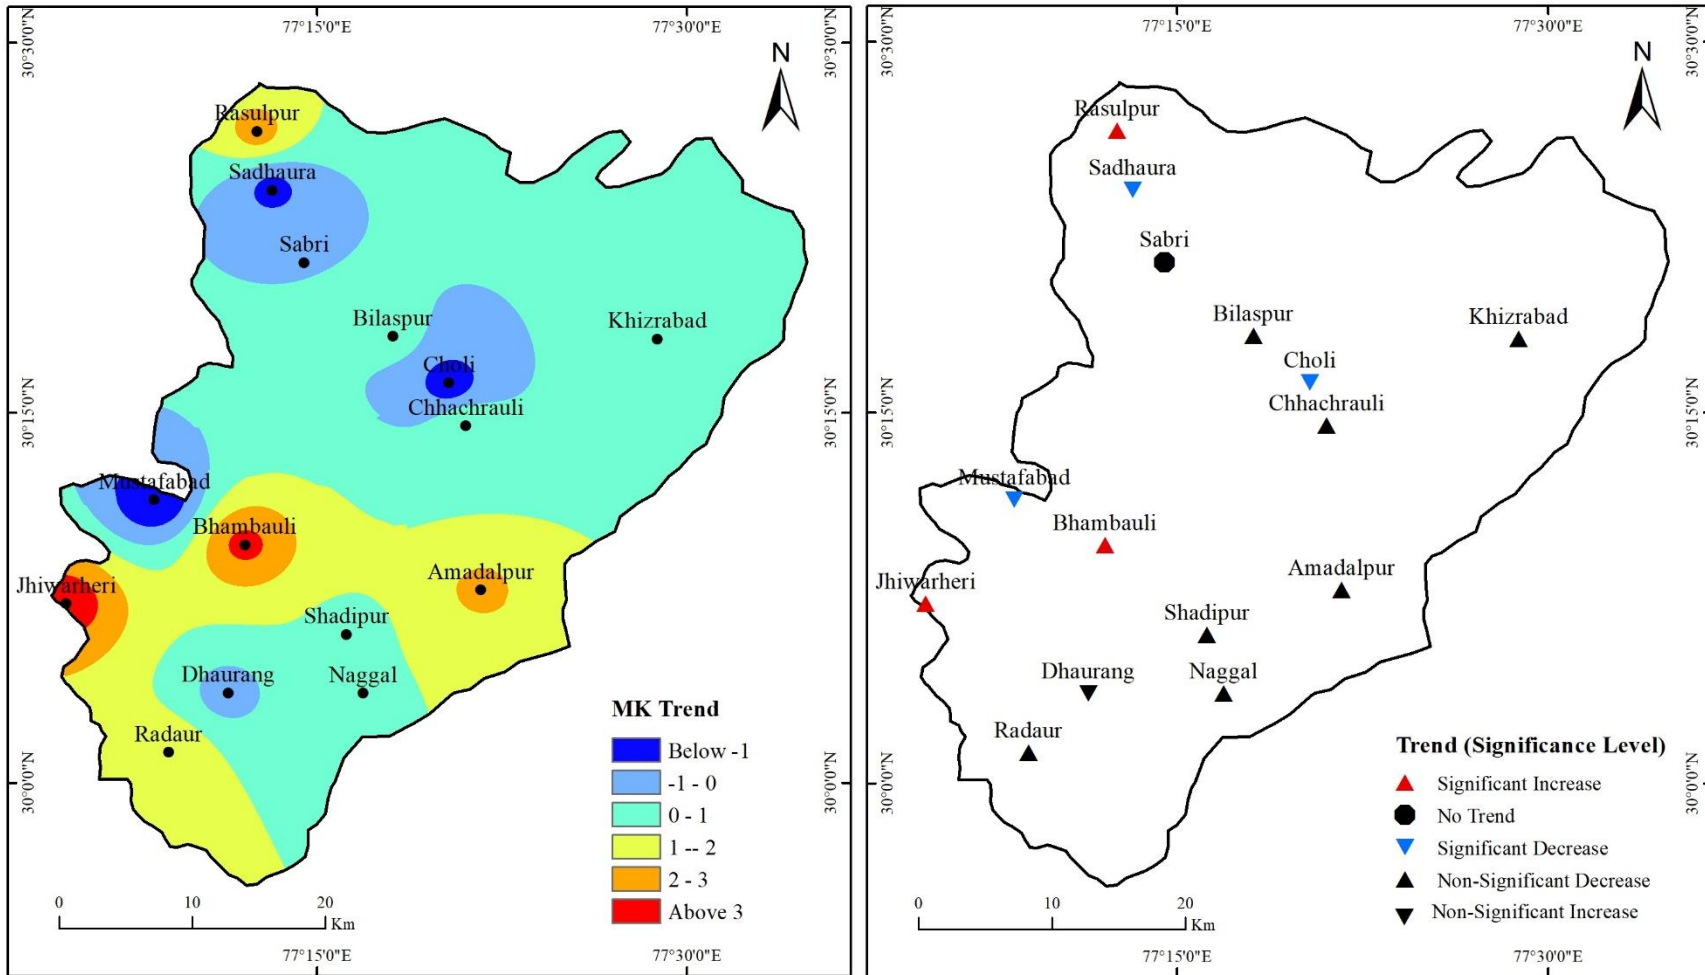 77°15'0"E
77°30'0"E
30°30'0"N
30°30'0"N
N
Rasulpur
Sadhaura
Sabri
Bilaspur
Khizrabad
Choli
30°15'0"N
30°15'0"N
Chhachrauli
Mustafabad
Bhambauli
Jhiwarheri
Amadalpur
Shadipur
Dhaurang
Naggal
Radaur
30°0'0"N
30°0'0"N
MK Trend
Below -1
-1 - 0
0 - 1
1 -- 2
2 - 3
Above 3
0
10
20
Km
77°15'0"E
77°30'0"E
77°15'0"E
77°30'0"E
30°30'0"N
30°30'0"N
N
Rasulpur
Sadhaura
Sabri
Bilaspur
Khizrabad
Choli
30°15'0"N
30°15'0"N
Chhachrauli
Mustafabad
Bhambauli
Jhiwarheri
Amadalpur
Shadipur
Dhaurang
Naggal
Radaur
30°0'0"N
30°0'0"N
Trend (Significance Level)
Significant Increase
No Trend
Significant Decrease
Non-Significant Decrease
Non-Significant Increase
0
10
20
Km
77°15'0"E
77°30'0"E